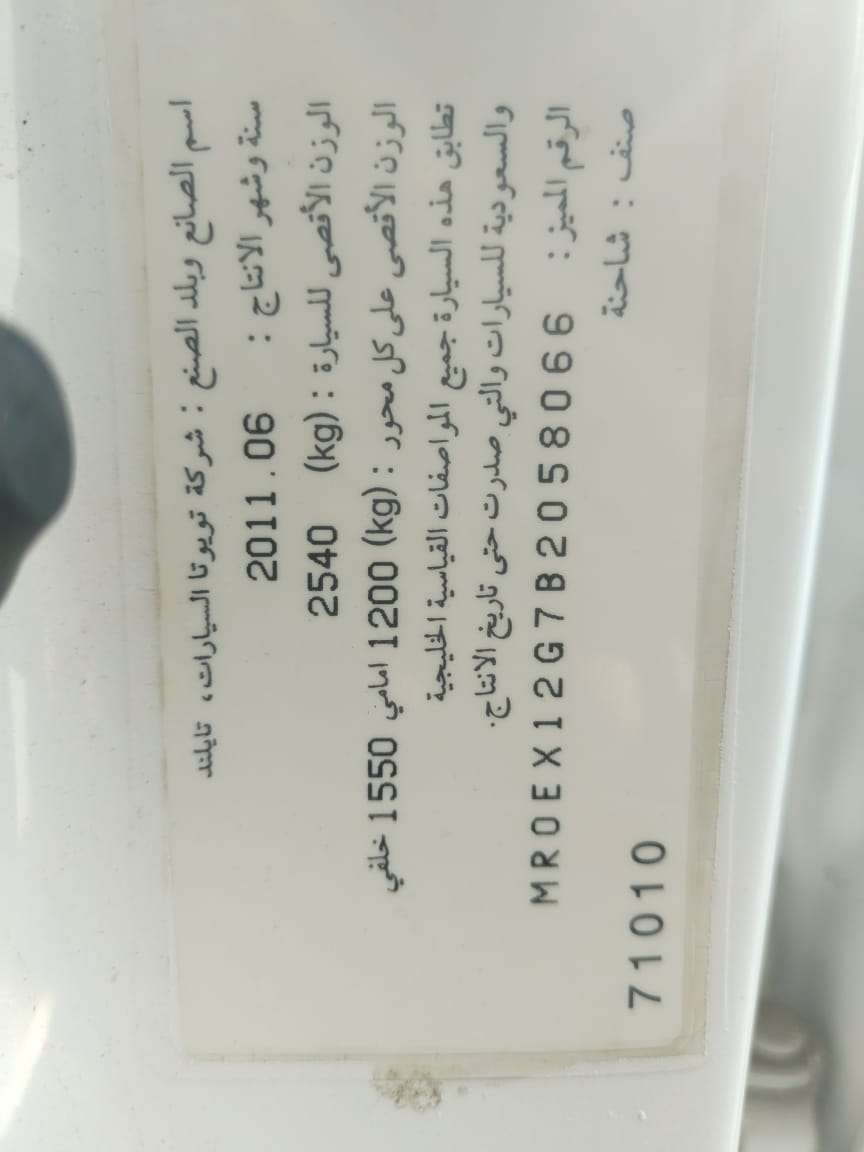 اسم الصانع وبلد الصنع : شركة تويوتا السيارات، تايلند
سنة وشهر الانتاج : 2011.06
الوزن الأقصى للسيارة : (kg) 2540
الوزن الأقصى على كل محور : (kg) 1200 امامي 1550 خلفي
تطابق هذه السيارة جميع المواصفات القياسية الخليجية
والسعودية للسيارات والتي صدرت حتى تاريخ الانتاج.
الرقم المميز : MR0EX12G7B2058066
صنف : شاحنة
71010